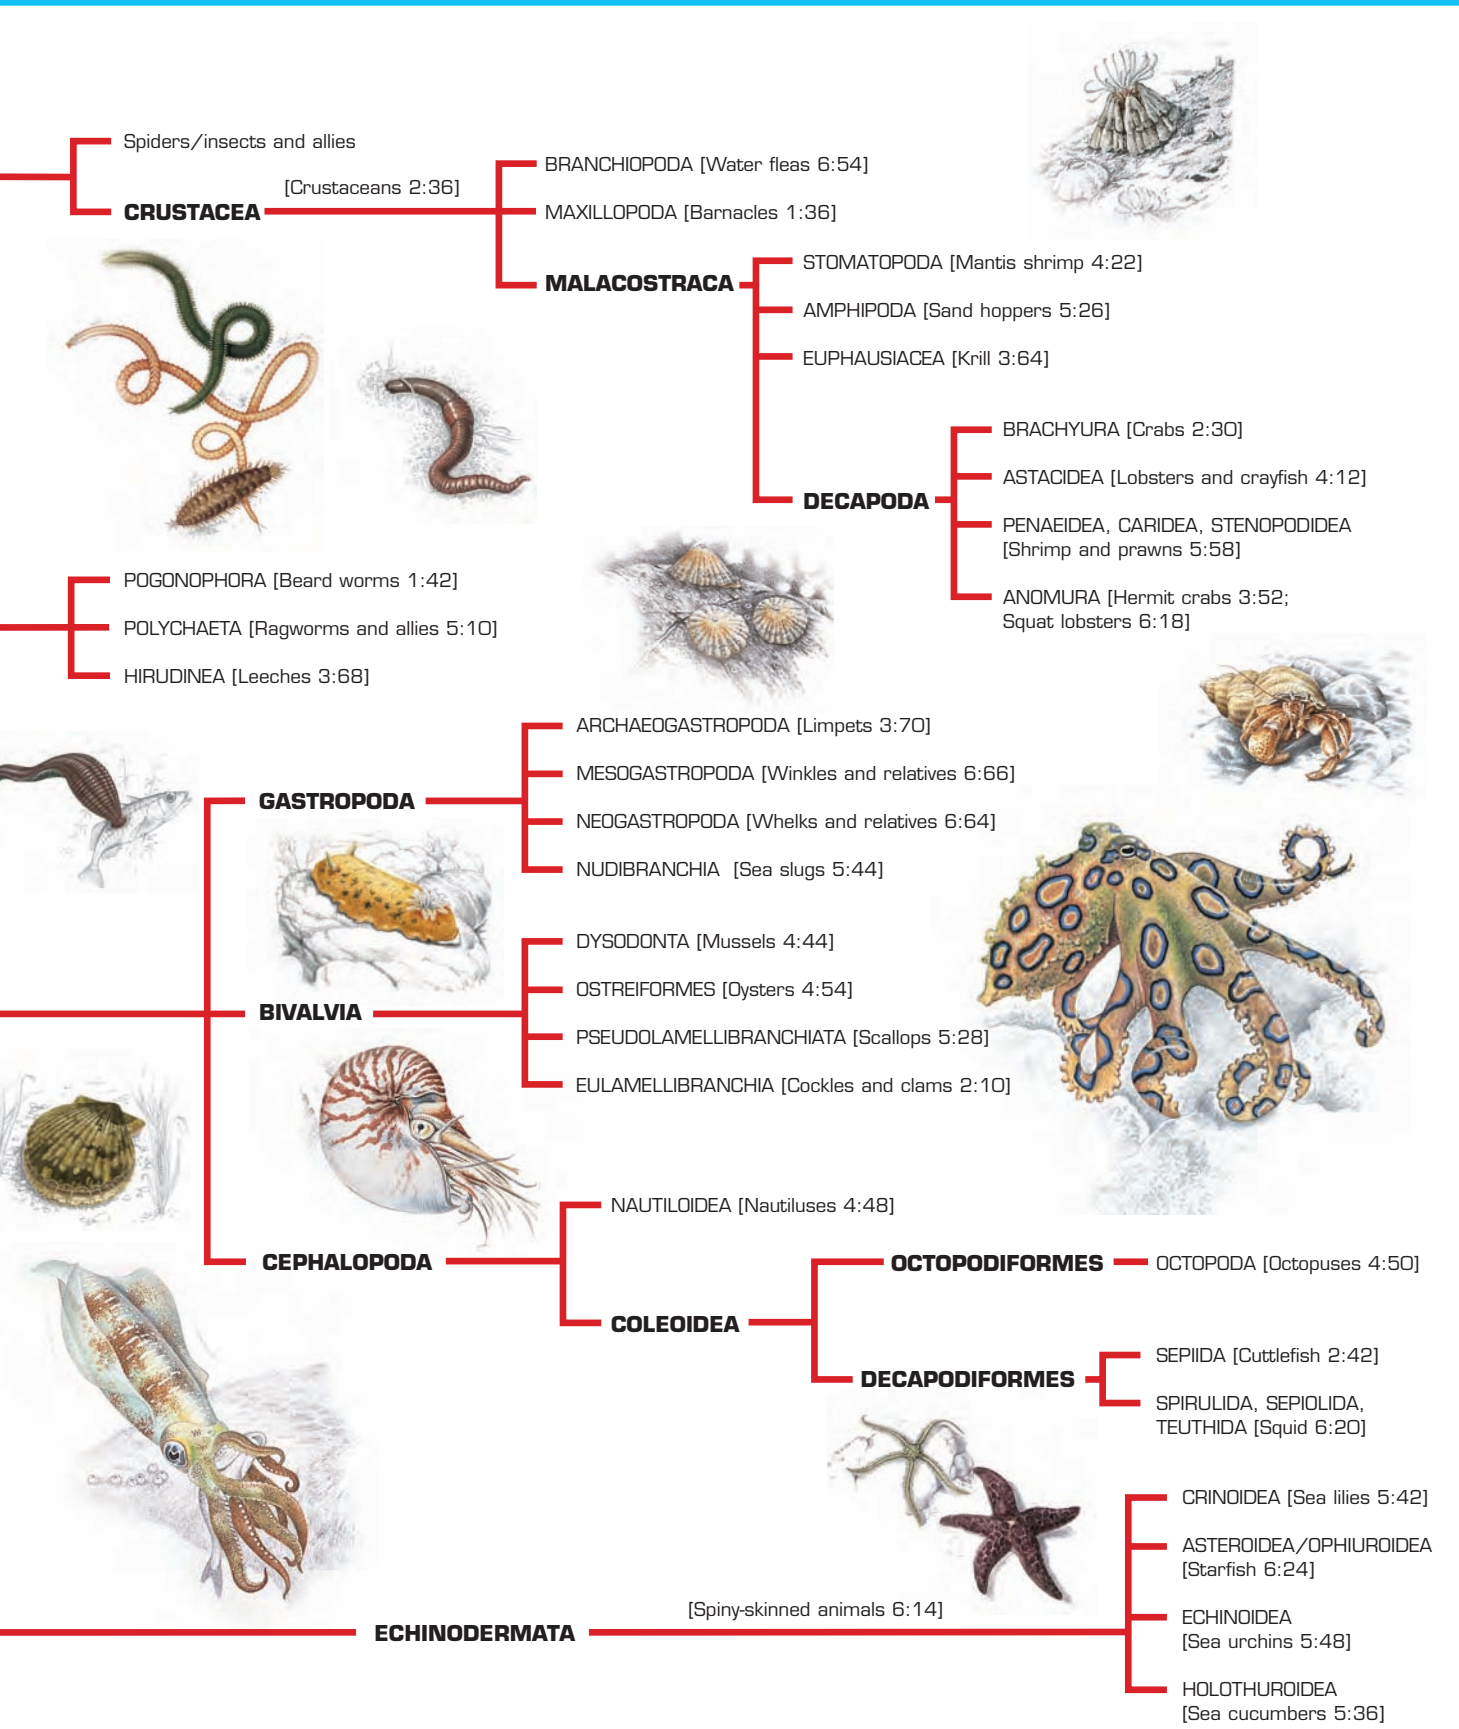 Spiders/insects and allies
[Crustaceans 2:36]
CRUSTACEA
BRANCHIOPODA [Water fleas 6:54]
MAXILLOPODA [Barnacles 1:36]
MALACOSTRACA
STOMATOPODA [Mantis shrimp 4:22]
AMPHIPODA [Sand hoppers 5:26]
EUPHAUSIACEA [Krill 3:64]
DECAPODA
BRACHYURA [Crabs 2:30]
ASTACIDEA [Lobsters and crayfish 4:12]
PENAEIDEA, CARIDEA, STENOPODIDEA
[Shrimp and prawns 5:58]
ANOMURA [Hermit crabs 3:52;
Squat lobsters 6:18]
POGONOPHORA [Beard worms 1:42]
POLYCHAETA [Ragworms and allies 5:10]
HIRUDINEA [Leeches 3:68]
GASTROPODA
ARCHAEOGASTROPODA [Limpets 3:70]
MESOGASTROPODA [Winkles and relatives 6:66]
NEOGASTROPODA [Whelks and relatives 6:64]
NUDIBRANCHIA [Sea slugs 5:44]
BIVALVIA
DYSODONTA [Mussels 4:44]
OSTREIFORMES [Oysters 4:54]
PSEUDOLAMELLIBRANCHIATA [Scallops 5:28]
EULAMELLIBRANCHIA [Cockles and clams 2:10]
CEPHALOPODA
NAUTILOIDEA [Nautiluses 4:48]
COLEOIDEA
OCTOPODIFORMES
OCTOPODA [Octopuses 4:50]
DECAPODIFORMES
SEPIIDA [Cuttlefish 2:42]
SPIRULIDA, SEPIOLIDA,
TEUTHIDA [Squid 6:20]
ECHINODERMATA
[Spiny-skinned animals 6:14]
CRINOIDEA [Sea lilies 5:42]
ASTEROIDEA/OPHIUROIDEA
[Starfish 6:24]
ECHINOIDEA
[Sea urchins 5:48]
HOLOTHUROIDEA
[Sea cucumbers 5:36]